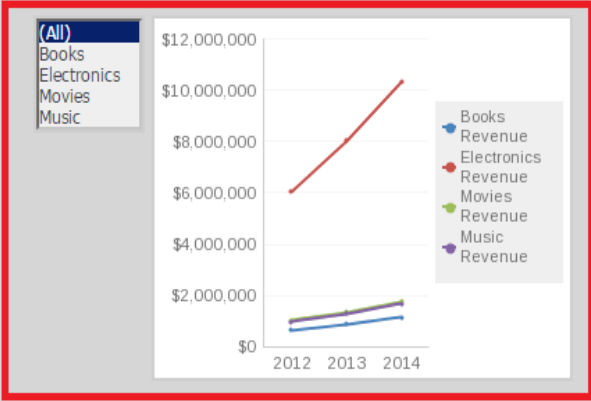 (All)
Books
Electronics
Movies
Music
$12,000,000
$10,000,000
$8,000,000
$6,000,000
$4,000,000
$2,000,000
$0
2012 2013 2014
Books
Revenue
Electronics
Revenue
Movies
Revenue
Music
Revenue